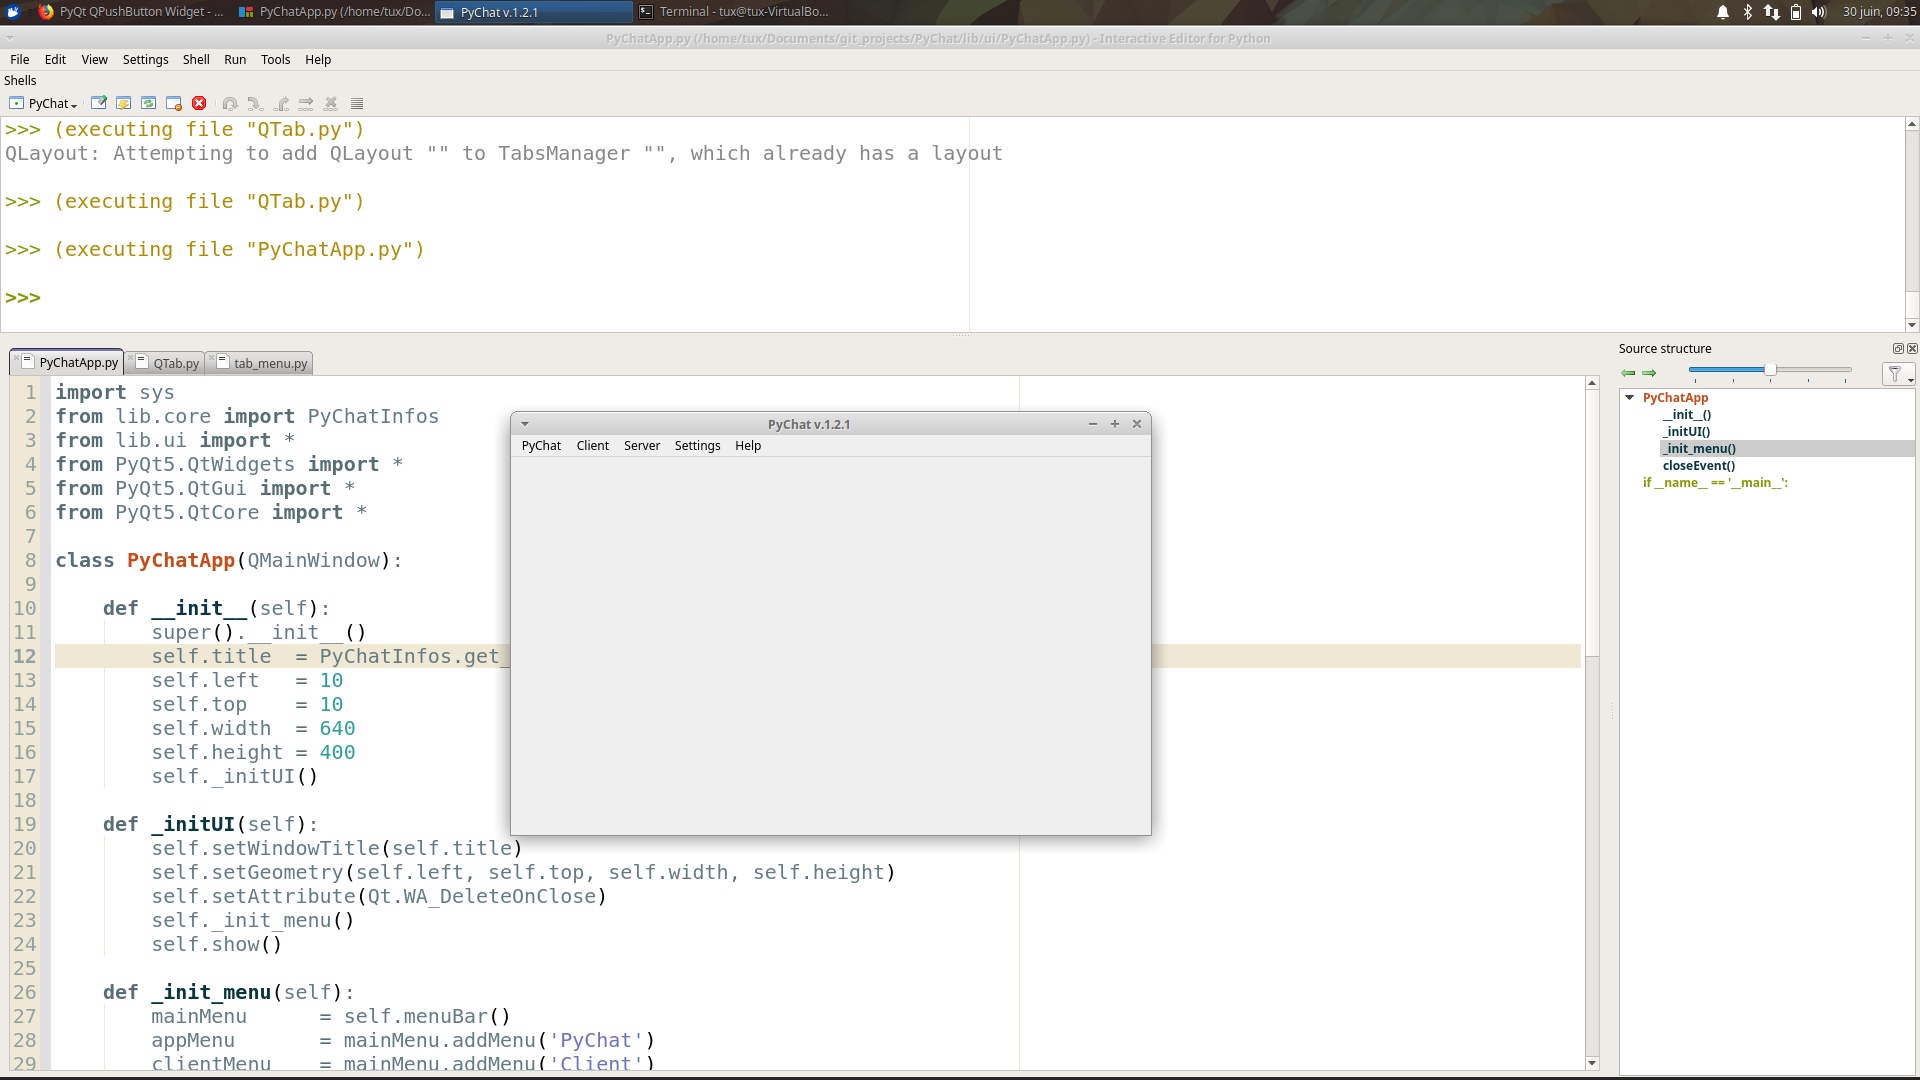 PyQt QPushButton Widget - ...
PyChatApp.py (/home/tux/Do...
PyChat v.1.2.1
Terminal - tux@tux-VirtualBo...
30 juin, 09:35
PyChatApp.py (/home/tux/Documents/git_projects/PyChat/lib/ui/PyChatApp.py) - Interactive Editor for Python
File Edit View Settings Shell Run Tools Help
Shells
PyChat
>>> (executing file "QTab.py")
QLayout: Attempting to add QLayout "" to TabsManager "", which already has a layout
>>> (executing file "QTab.py")
>>> (executing file "PyChatApp.py")
>>>
PyChatApp.py
QTab.py
tab_menu.py
1 import sys
2 from lib.core import PyChatInfos
3 from lib.ui import *
4 from PyQt5.QtWidgets import *
5 from PyQt5.QtGui import *
6 from PyQt5.QtCore import *
7
8 class PyChatApp(QMainWindow):
9
10 def __init__(self):
11 super().__init__()
12 self.title = PyChatInfos.get_
13 self.left = 10
14 self.top = 10
15 self.width = 640
16 self.height = 400
17 self._initUI()
18
19 def _initUI(self):
20 self.setWindowTitle(self.title)
21 self.setGeometry(self.left, self.top, self.width, self.height)
22 self.setAttribute(Qt.WA_DeleteOnClose)
23 self._init_menu()
24 self.show()
25
26 def _init_menu(self):
27 mainMenu = self.menuBar()
28 appMenu = mainMenu.addMenu('PyChat')
29 clientMenu = mainMenu.addMenu('Client')
PyChat v.1.2.1
PyChat Client Server Settings Help
Source structure
PyChatApp
__init__()
_initUI()
_init_menu()
closeEvent()
if __name__ == '__main__':